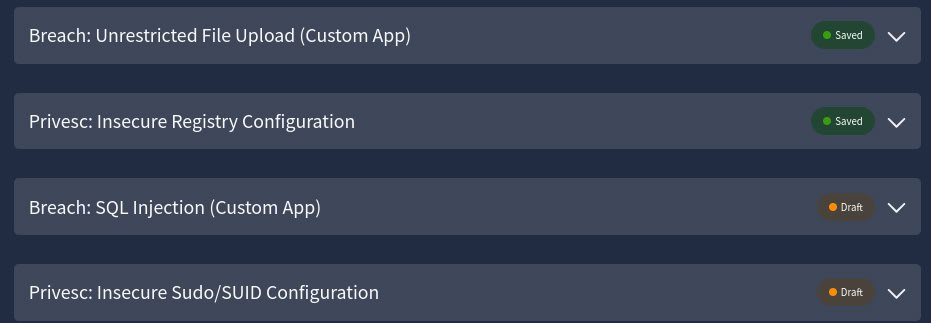 Breach: Unrestricted File Upload (Custom App) Saved
Privesc: Insecure Registry Configuration Saved
Breach: SQL Injection (Custom App) Draft
Privesc: Insecure Sudo/SUID Configuration Draft